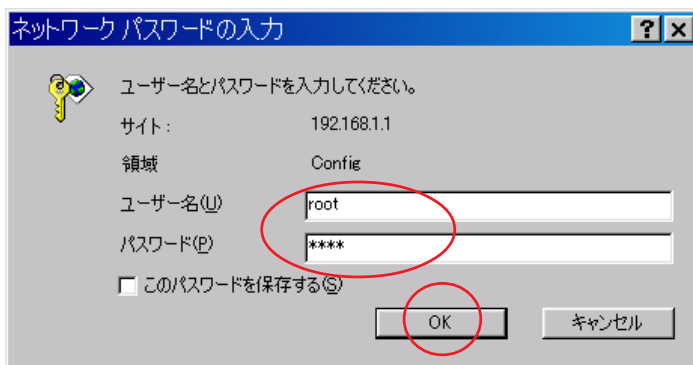 ネットワーク パスワードの入力
ユーザー名とパスワードを入力してください。
サイト: 192.168.1.1
領域 Config
ユーザー名(U) root
パスワード(P) ****
このパスワードを保存する(S)
OK キャンセル